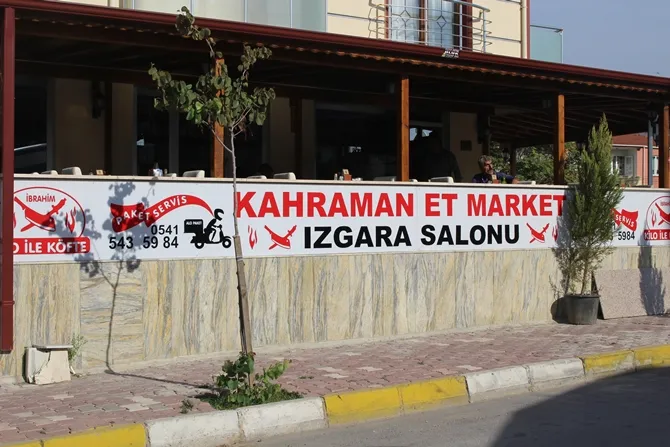 İBRAHİM
KİLO İLE KÖFTE
PAKET SERVİS
0541
543 59 84
KAHRAMAN ET MARKET
IZGARA SALONU
SERVİS
5984
KİLO İLE